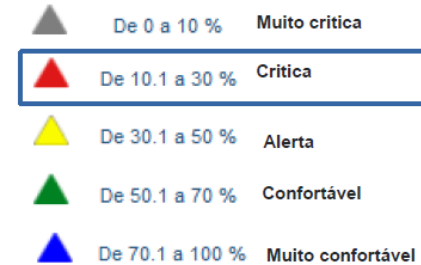 De 0 a 10 % Muito critica
De 10.1 a 30 % Critica
De 30.1 a 50 % Alerta
De 50.1 a 70 % Confortável
De 70.1 a 100 % Muito confortável